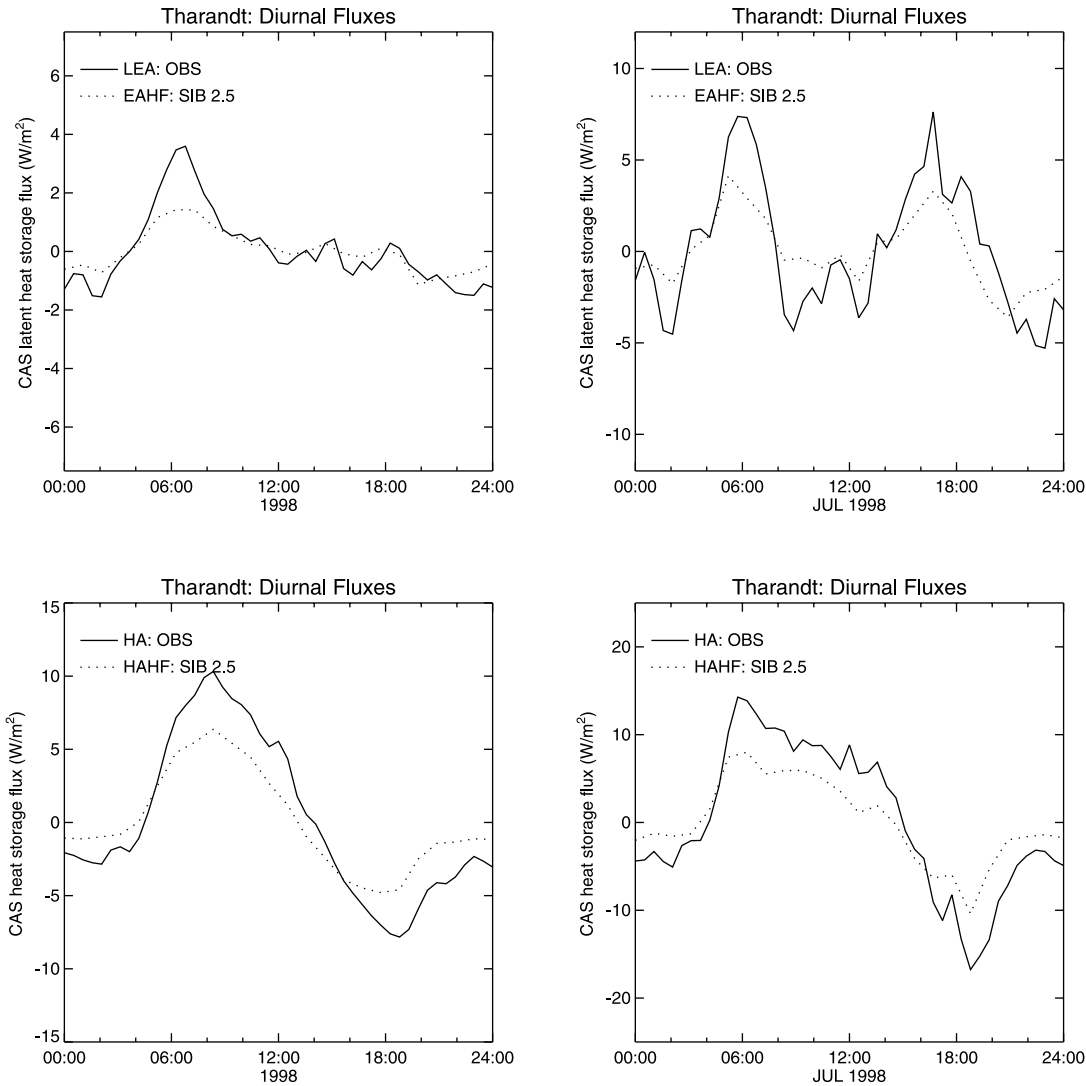 Tharandt: Diurnal Fluxes
LEA: OBS
EAHF: SIB 2.5
CAS latent heat storage flux (W/m²)
6
4
2
0
-2
-4
-6
00:00 06:00 12:00 18:00 24:00
1998
Tharandt: Diurnal Fluxes
LEA: OBS
EAHF: SIB 2.5
CAS latent heat storage flux (W/m²)
10
5
0
-5
-10
00:00 06:00 12:00 18:00 24:00
JUL 1998
Tharandt: Diurnal Fluxes
HA: OBS
HAHF: SIB 2.5
CAS heat storage flux (W/m²)
15
10
5
0
-5
-10
-15
00:00 06:00 12:00 18:00 24:00
1998
Tharandt: Diurnal Fluxes
HA: OBS
HAHF: SIB 2.5
CAS heat storage flux (W/m²)
20
10
0
-10
-20
00:00 06:00 12:00 18:00 24:00
JUL 1998